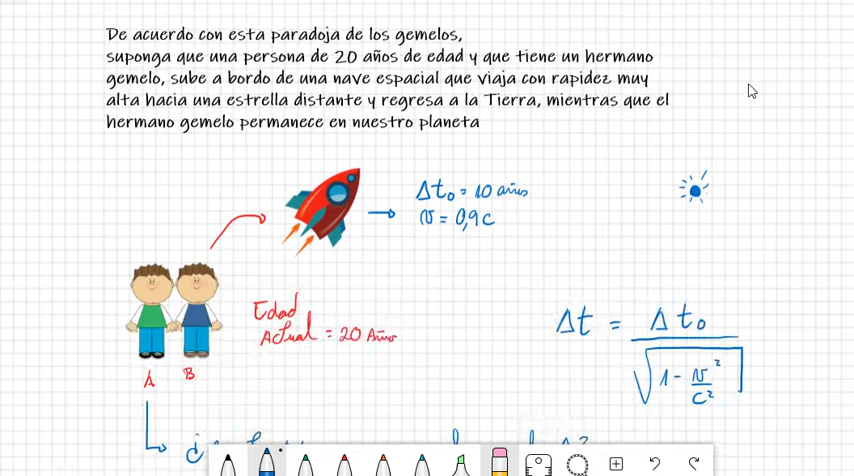 De acuerdo con esta paradoja de los gemelos,
suponga que una persona de 20 años de edad y que tiene un hermano
gemelo, sube a bordo de una nave espacial que viaja con rapidez muy
alta hacia una estrella distante y regresa a la Tierra, mientras que el
hermano gemelo permanece en nuestro planeta
Δt₀ = 10 años
v = 0,9c
Edad
Actual = 20 Años
Δt = Δt₀ / √(1 - v²/c²)
A B